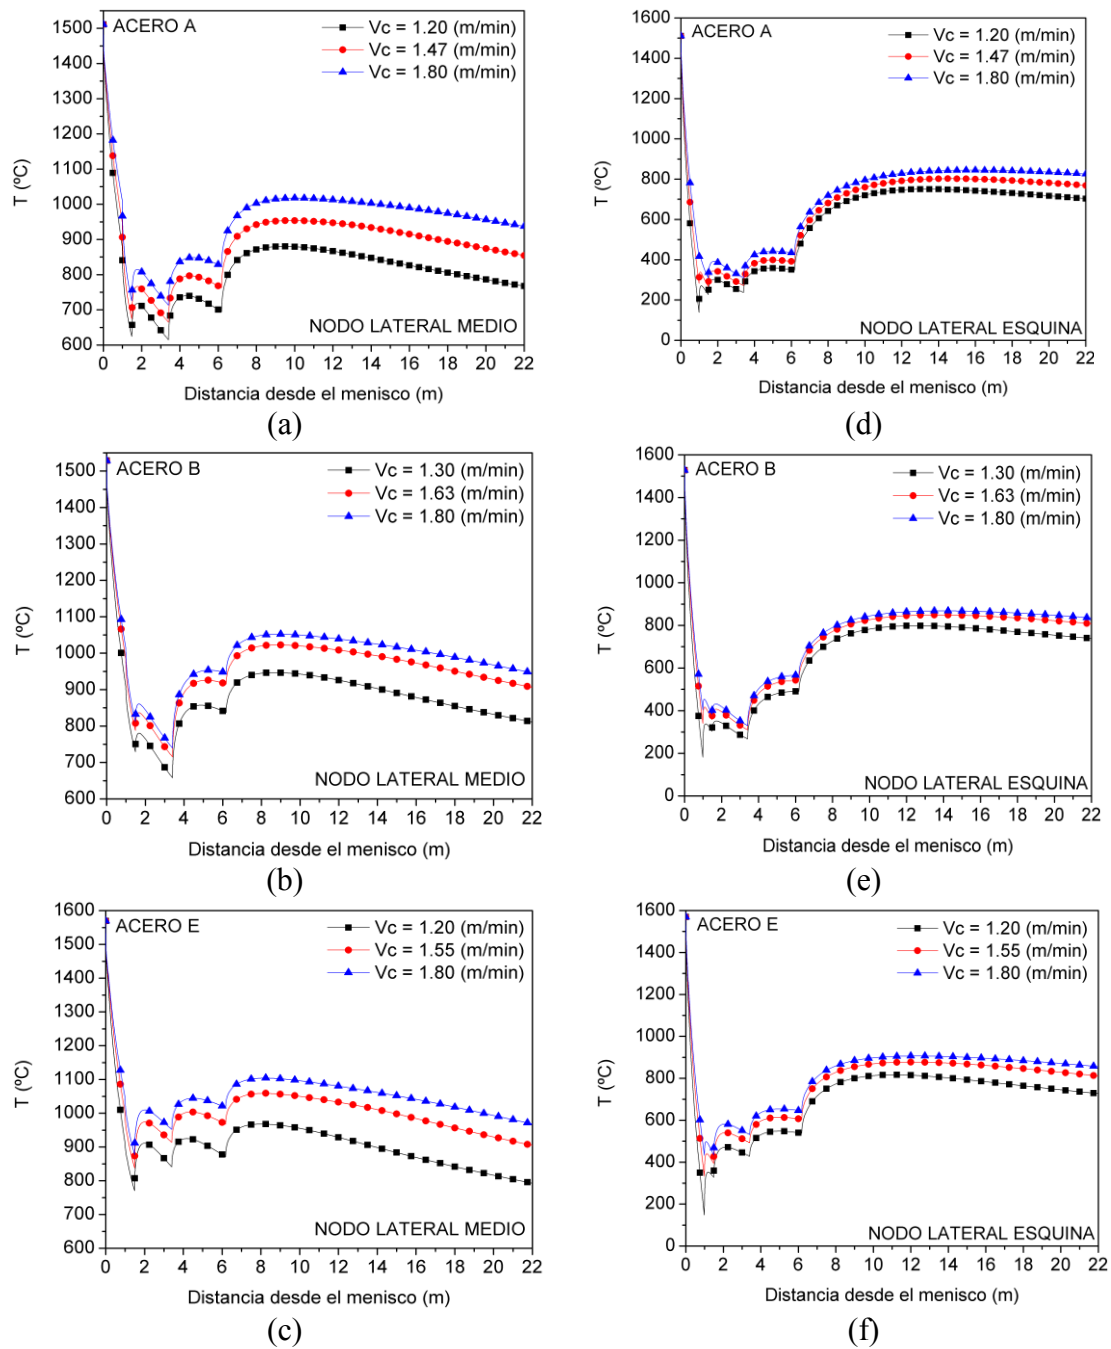 ACERO A
Vc = 1.20 (m/min)
Vc = 1.47 (m/min)
Vc = 1.80 (m/min)
1500
1400
1300
1200
1100
1000
900
800
700
600
T (ºC)
NODO LATERAL MEDIO
0 2 4 6 8 10 12 14 16 18 20 22
Distancia desde el menisco (m)
(a)
ACERO A
Vc = 1.20 (m/min)
Vc = 1.47 (m/min)
Vc = 1.80 (m/min)
1600
1400
1200
1000
800
600
400
200
0
T (ºC)
NODO LATERAL ESQUINA
0 2 4 6 8 10 12 14 16 18 20 22
Distancia desde el menisco (m)
(d)
ACERO B
Vc = 1.30 (m/min)
Vc = 1.63 (m/min)
Vc = 1.80 (m/min)
1500
1400
1300
1200
1100
1000
900
800
700
600
T (ºC)
NODO LATERAL MEDIO
0 2 4 6 8 10 12 14 16 18 20 22
Distancia desde el menisco (m)
(b)
ACERO B
Vc = 1.30 (m/min)
Vc = 1.63 (m/min)
Vc = 1.80 (m/min)
1600
1400
1200
1000
800
600
400
200
0
T (ºC)
NODO LATERAL ESQUINA
0 2 4 6 8 10 12 14 16 18 20 22
Distancia desde el menisco (m)
(e)
ACERO E
Vc = 1.20 (m/min)
Vc = 1.55 (m/min)
Vc = 1.80 (m/min)
1600
1500
1400
1300
1200
1100
1000
900
800
700
600
T (ºC)
NODO LATERAL MEDIO
0 2 4 6 8 10 12 14 16 18 20 22
Distancia desde el menisco (m)
(c)
ACERO E
Vc = 1.20 (m/min)
Vc = 1.55 (m/min)
Vc = 1.80 (m/min)
1600
1400
1200
1000
800
600
400
200
0
T (ºC)
NODO LATERAL ESQUINA
0 2 4 6 8 10 12 14 16 18 20 22
Distancia desde el menisco (m)
(f)